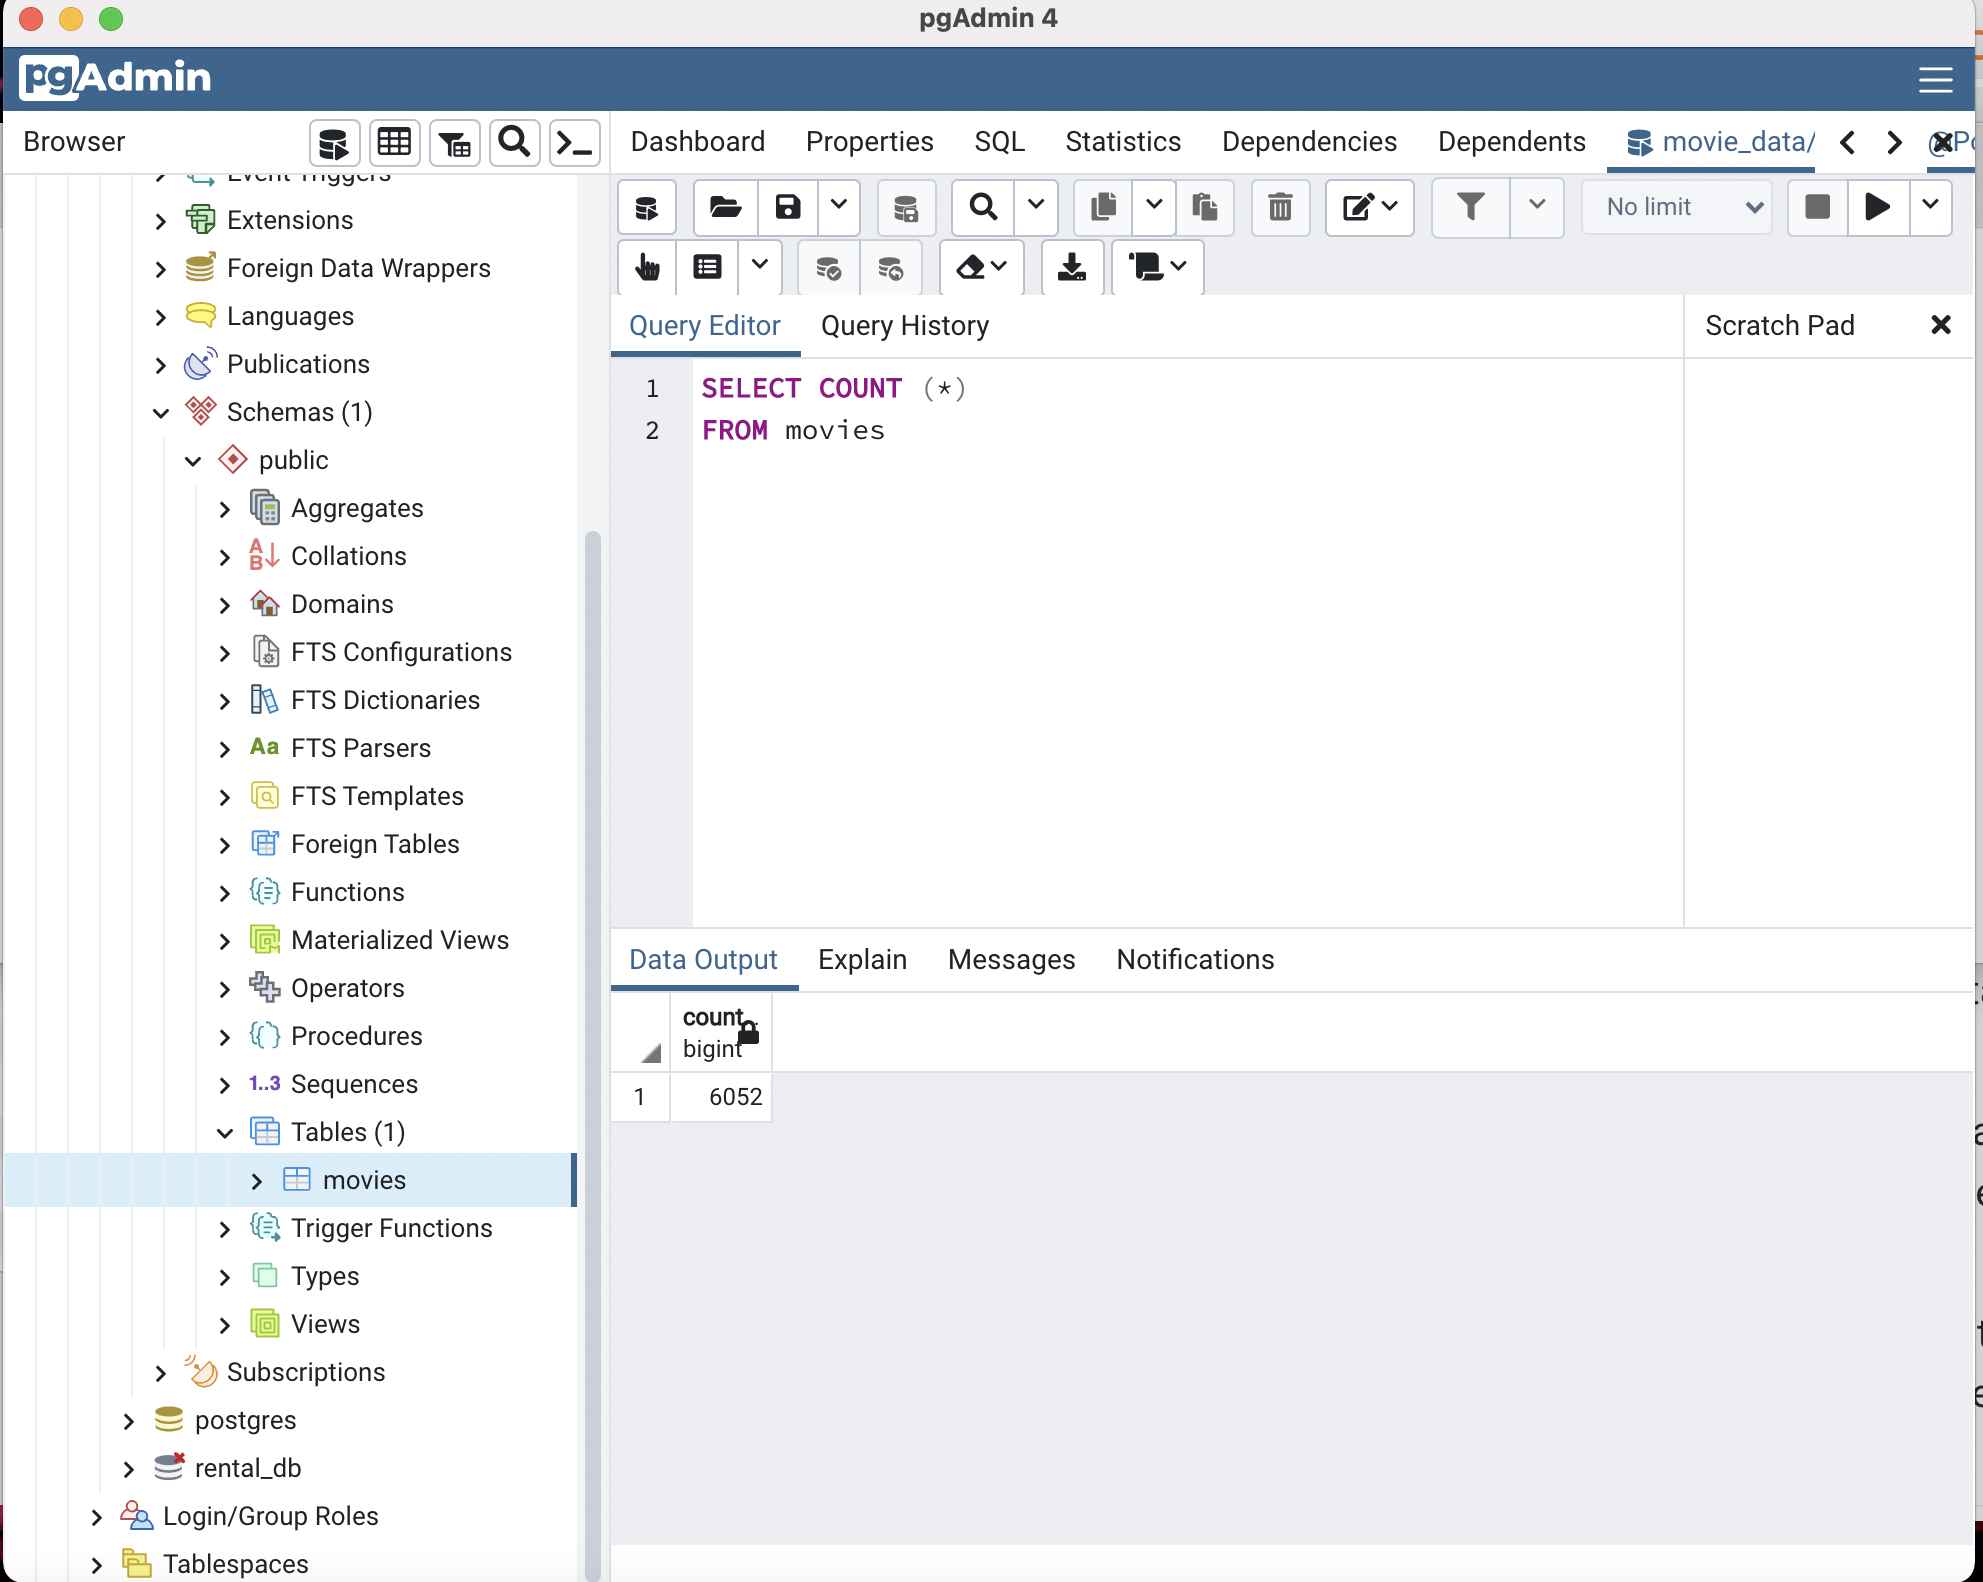 pgAdmin 4
pgAdmin
Browser
Dashboard
Properties
SQL
Statistics
Dependencies
Dependents
movie_data/
Event Triggers
Extensions
Foreign Data Wrappers
Languages
Publications
Schemas (1)
public
Aggregates
A
B
Collations
Domains
FTS Configurations
FTS Dictionaries
Aa FTS Parsers
FTS Templates
Foreign Tables
Functions
Materialized Views
Operators
Procedures
1..3 Sequences
Tables (1)
movies
Trigger Functions
Types
Views
Subscriptions
postgres
rental_db
Login/Group Roles
Tablespaces
No limit
Query Editor
Query History
Scratch Pad
1 SELECT COUNT (*)
2 FROM movies
Data Output
Explain
Messages
Notifications
count
bigint
1 6052